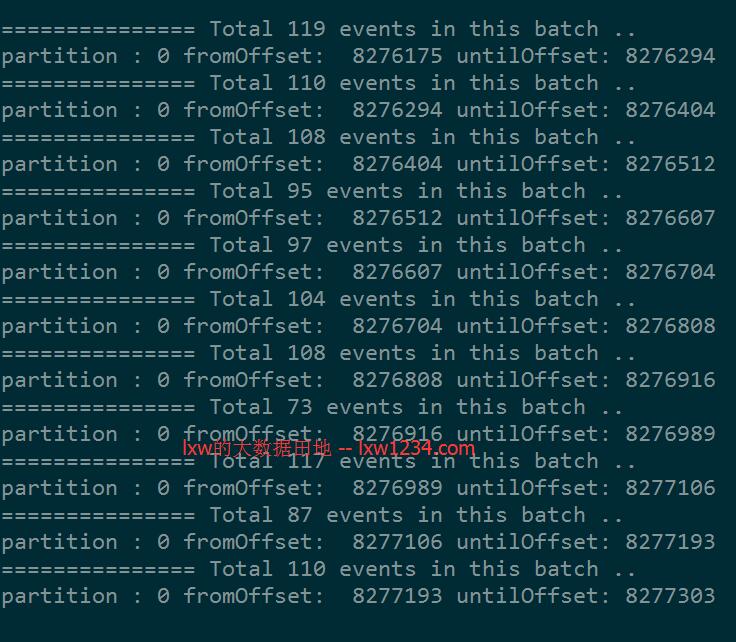 =============== Total 119 events in this batch ..
partition : 0 fromOffset:  8276175 untilOffset: 8276294
=============== Total 110 events in this batch ..
partition : 0 fromOffset:  8276294 untilOffset: 8276404
=============== Total 108 events in this batch ..
partition : 0 fromOffset:  8276404 untilOffset: 8276512
=============== Total 95 events in this batch ..
partition : 0 fromOffset:  8276512 untilOffset: 8276607
=============== Total 97 events in this batch ..
partition : 0 fromOffset:  8276607 untilOffset: 8276704
=============== Total 104 events in this batch ..
partition : 0 fromOffset:  8276704 untilOffset: 8276808
=============== Total 108 events in this batch ..
partition : 0 fromOffset:  8276808 untilOffset: 8276916
=============== Total 73 events in this batch ..
partition : 0 fromOffset:  8276916 untilOffset: 8276989
lxw的大数据田地 -- lxw1234.com
=============== Total 117 events in this batch ..
partition : 0 fromOffset:  8276989 untilOffset: 8277106
=============== Total 87 events in this batch ..
partition : 0 fromOffset:  8277106 untilOffset: 8277193
=============== Total 110 events in this batch ..
partition : 0 fromOffset:  8277193 untilOffset: 8277303